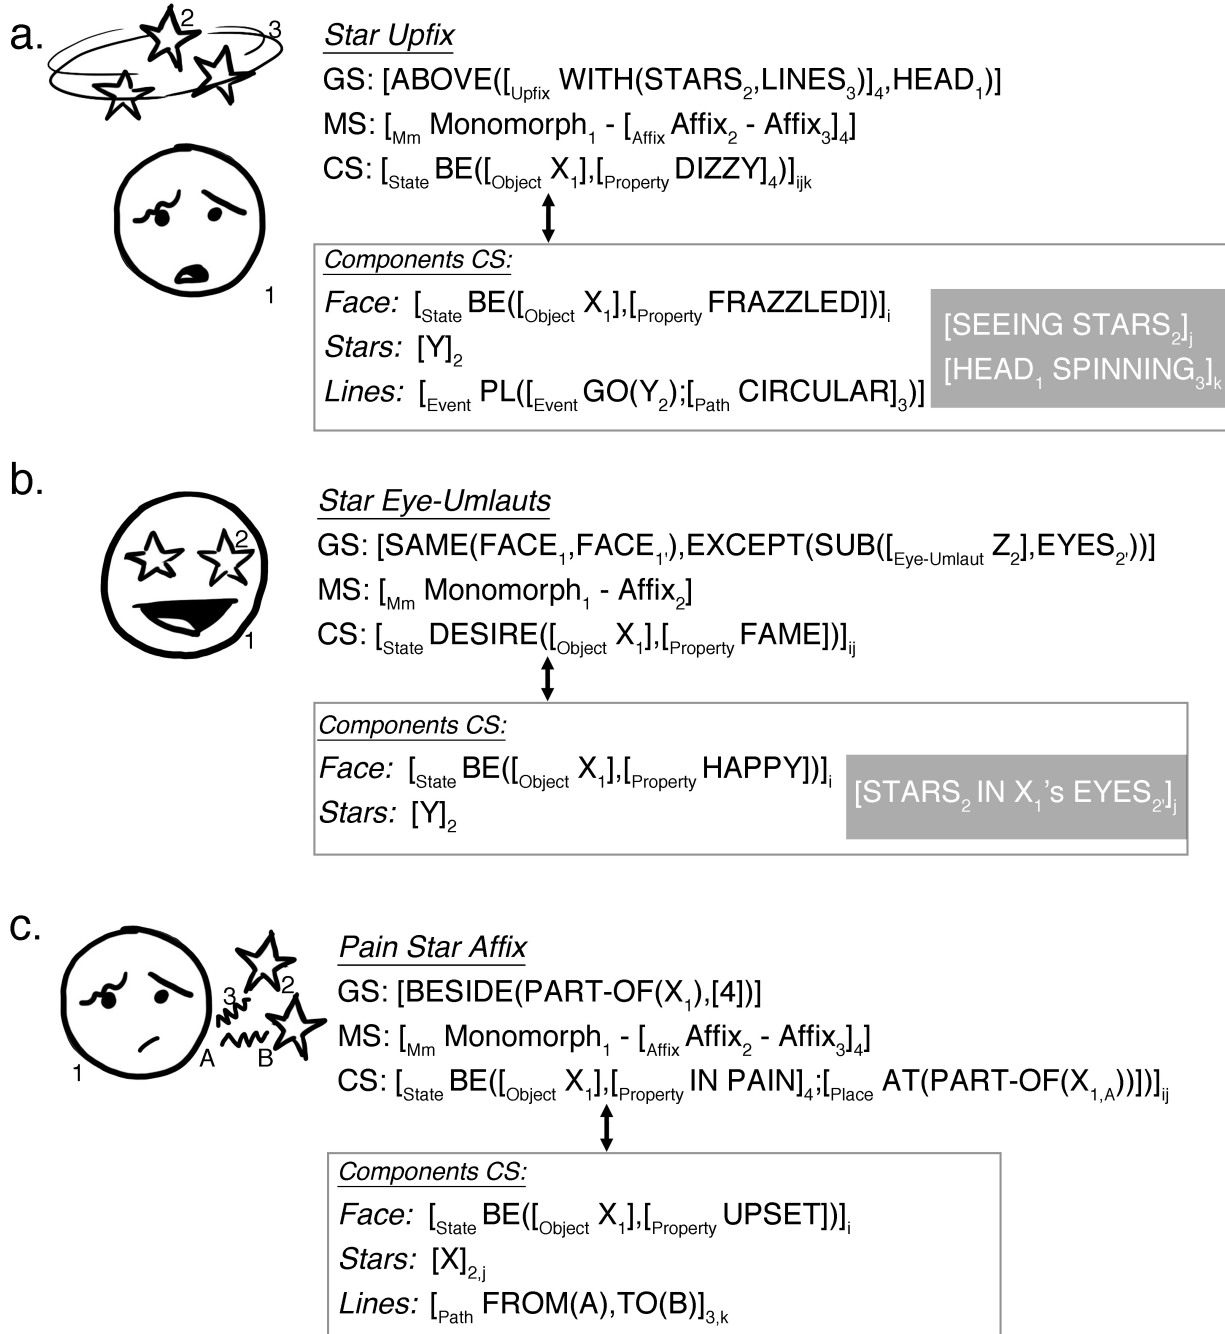 a.
2
3
1
Star Upfix
GS: [ABOVE([Upfix WITH(STARS2,LINES3)]4,HEAD1)]
MS: [Mm Monomorph1 - [Affix Affix2 - Affix3]4]
CS: [State BE([Object X1],[Property DIZZY]4)]ijk
Components CS:
Face: [State BE([Object X1],[Property FRAZZLED])]i
Stars: [Y]2
Lines: [Event PL([Event GO(Y2);[Path CIRCULAR]3)]
[SEEING STARS2]j
[HEAD1 SPINNING3]k
b.
2
1
Star Eye-Umlauts
GS: [SAME(FACE1,FACE1'),EXCEPT(SUB([Eye-Umlaut Z2],EYES2'))]
MS: [Mm Monomorph1 - Affix2]
CS: [State DESIRE([Object X1],[Property FAME])]ij
Components CS:
Face: [State BE([Object X1],[Property HAPPY])]i
Stars: [Y]2
[STARS2 IN X1's EYES2']j
c.
2
3
A
B
1
Pain Star Affix
GS: [BESIDE(PART-OF(X1),[4])]
MS: [Mm Monomorph1 - [Affix Affix2 - Affix3]4]
CS: [State BE([Object X1],[Property IN PAIN]4;[Place AT(PART-OF(X1,A))])]ij
Components CS:
Face: [State BE([Object X1],[Property UPSET])]i
Stars: [X]2,j
Lines: [Path FROM(A),TO(B)]3,k